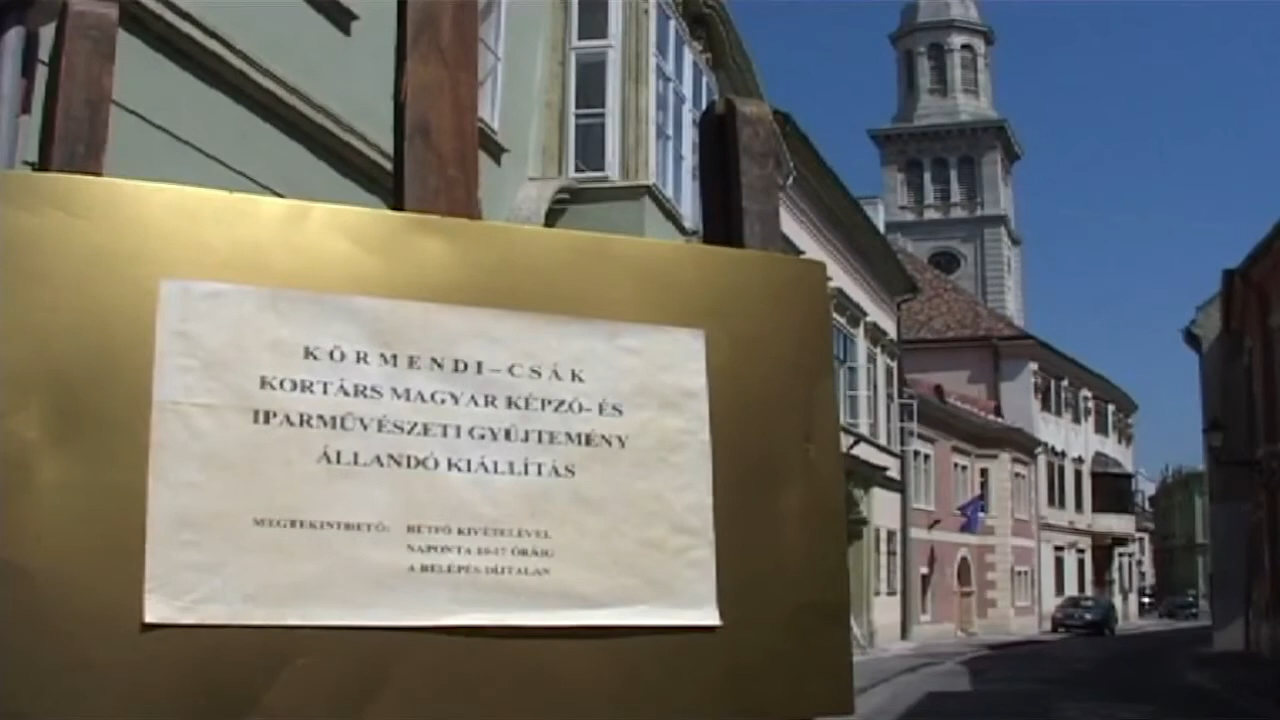 KÖRMENDI–CSÁK
KORTÁRS MAGYAR KÉPZŐ- ÉS
IPARMŰVÉSZETI GYŰJTEMÉNY
ÁLLANDÓ KIÁLLÍTÁS
MEGTEKINTHETŐ: HÉTFŐ KIVÉTELÉVEL
NAPONTA 10-17 ÓRÁIG
A BELÉPÉS DÍJTALAN